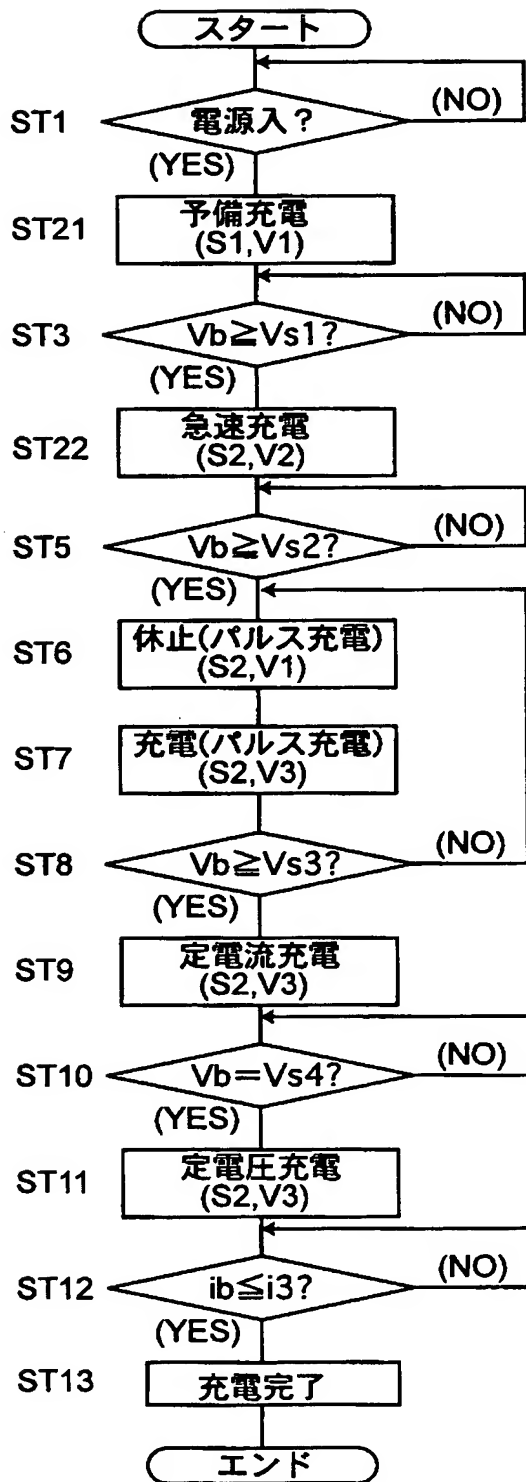 スタート
ST1 電源入? (NO)
(YES)
ST21 予備充電
(S1,V1)
ST3 Vb≧Vs1? (NO)
(YES)
ST22 急速充電
(S2,V2)
ST5 Vb≧Vs2? (NO)
(YES)
ST6 休止(パルス充電)
(S2,V1)
ST7 充電(パルス充電)
(S2,V3)
ST8 Vb≧Vs3? (NO)
(YES)
ST9 定電流充電
(S2,V3)
ST10 Vb=Vs4? (NO)
(YES)
ST11 定電圧充電
(S2,V3)
ST12 ib≦i3? (NO)
(YES)
ST13 充電完了
エンド